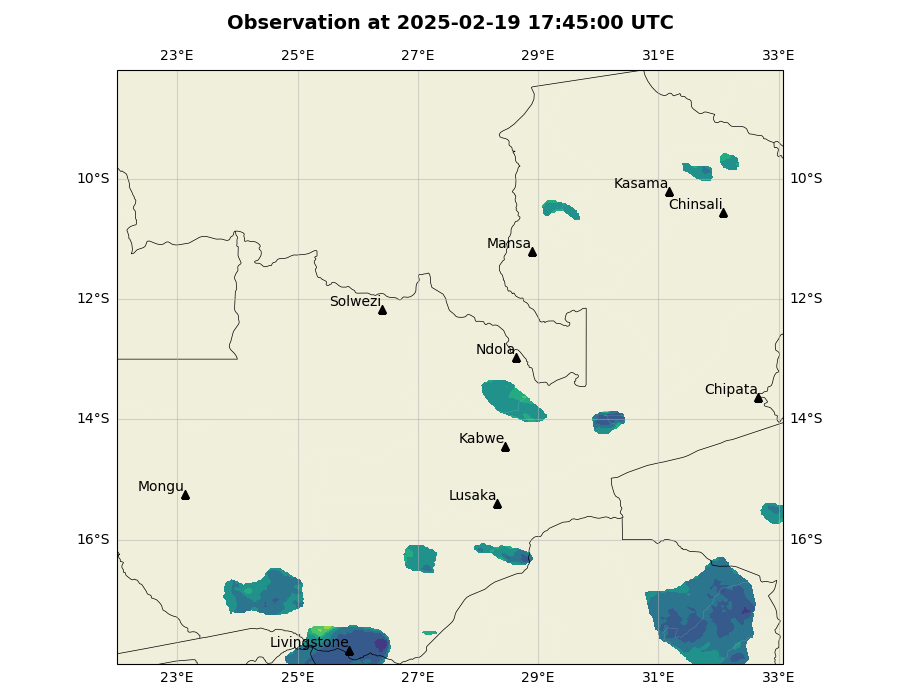 Observation at 2025-02-19 17:45:00 UTC
23°E 25°E 27°E 29°E 31°E 33°E
10°S 10°S
Kasama
Chinsali
Mansa
12°S 12°S
Solwezi
Ndola
Chipata
14°S 14°S
Kabwe
Mongu
Lusaka
16°S 16°S
Livingstone
23°E 25°E 27°E 29°E 31°E 33°E